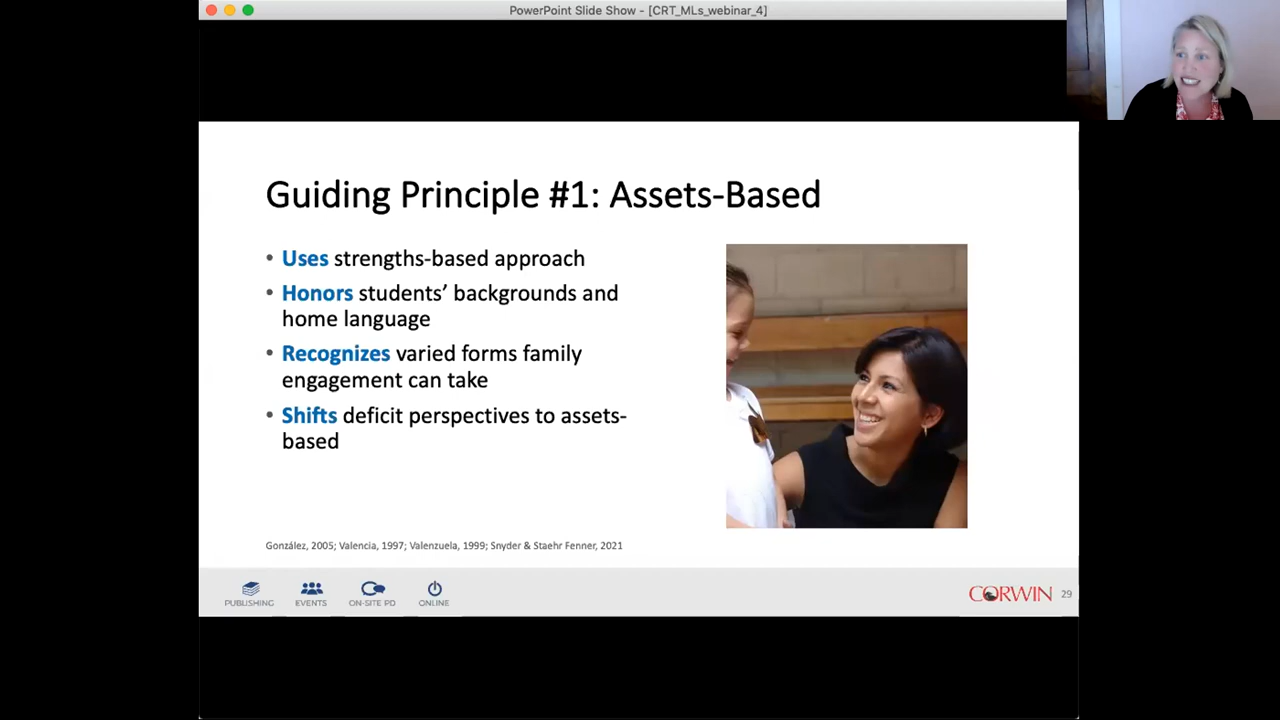 PowerPoint Slide Show - [CRT_MLs_webinar_4]
Guiding Principle #1: Assets-Based
• Uses strengths-based approach
• Honors students’ backgrounds and
home language
• Recognizes varied forms family
engagement can take
• Shifts deficit perspectives to assets-
based
González, 2005; Valencia, 1997; Valenzuela, 1999; Snyder & Staehr Fenner, 2021
PUBLISHING EVENTS ON-SITE PD ONLINE
CORWIN 29